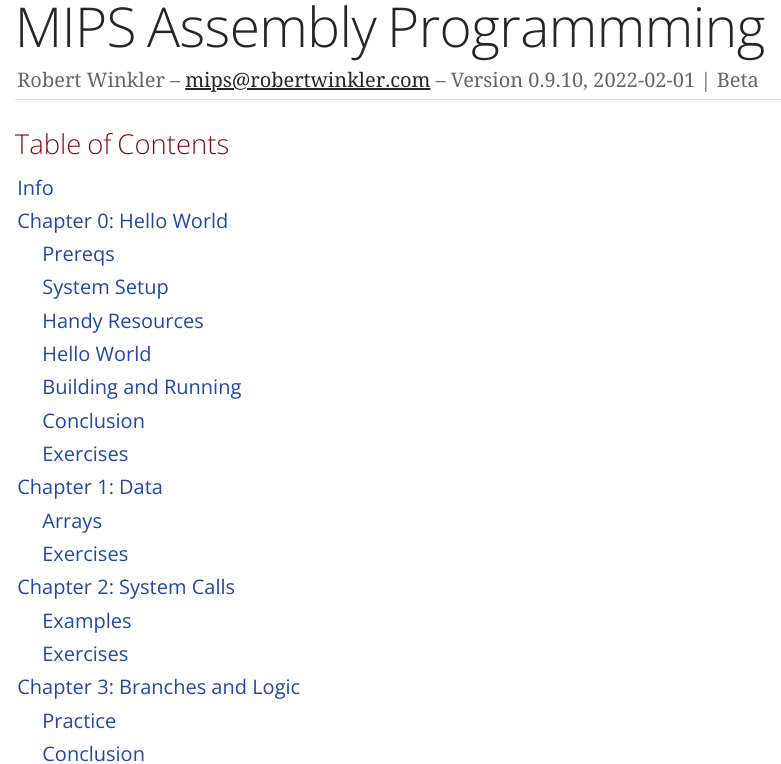 MIPS Assembly Programmming
Robert Winkler – mips@robertwinkler.com – Version 0.9.10, 2022-02-01 | Beta
Table of Contents
Info
Chapter 0: Hello World
Prereqs
System Setup
Handy Resources
Hello World
Building and Running
Conclusion
Exercises
Chapter 1: Data
Arrays
Exercises
Chapter 2: System Calls
Examples
Exercises
Chapter 3: Branches and Logic
Practice
Conclusion